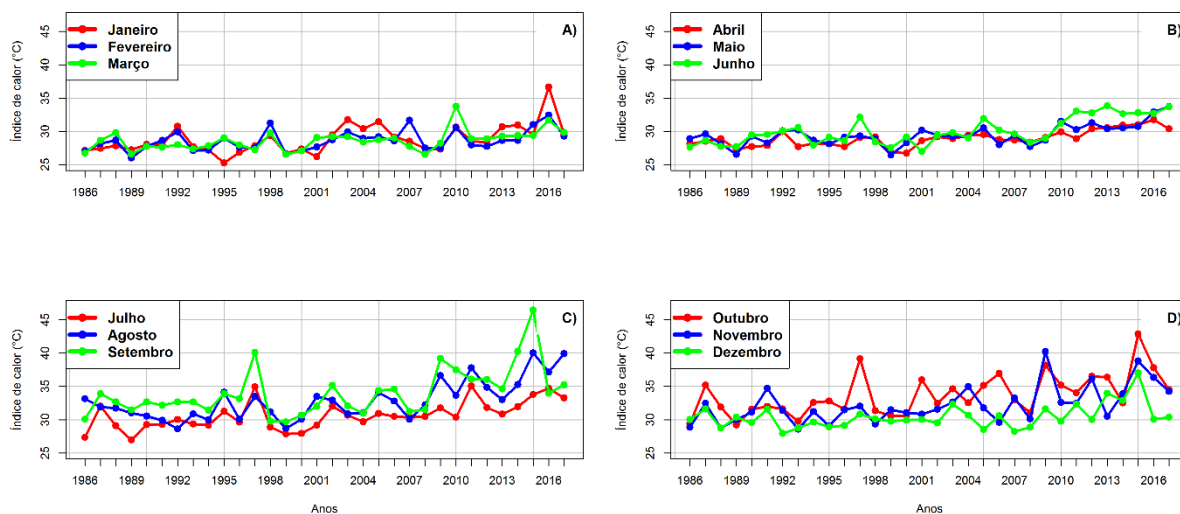 A)
Janeiro
Fevereiro
Março
Índice de calor (°C)
45
40
35
30
25
1986 1989 1992 1995 1998 2001 2004 2007 2010 2013 2016
B)
Abril
Maio
Junho
Índice de calor (°C)
45
40
35
30
25
1986 1989 1992 1995 1998 2001 2004 2007 2010 2013 2016
C)
Julho
Agosto
Setembro
Índice de calor (°C)
45
40
35
30
25
1986 1989 1992 1995 1998 2001 2004 2007 2010 2013 2016
Anos
D)
Outubro
Novembro
Dezembro
Índice de calor (°C)
45
40
35
30
25
1986 1989 1992 1995 1998 2001 2004 2007 2010 2013 2016
Anos